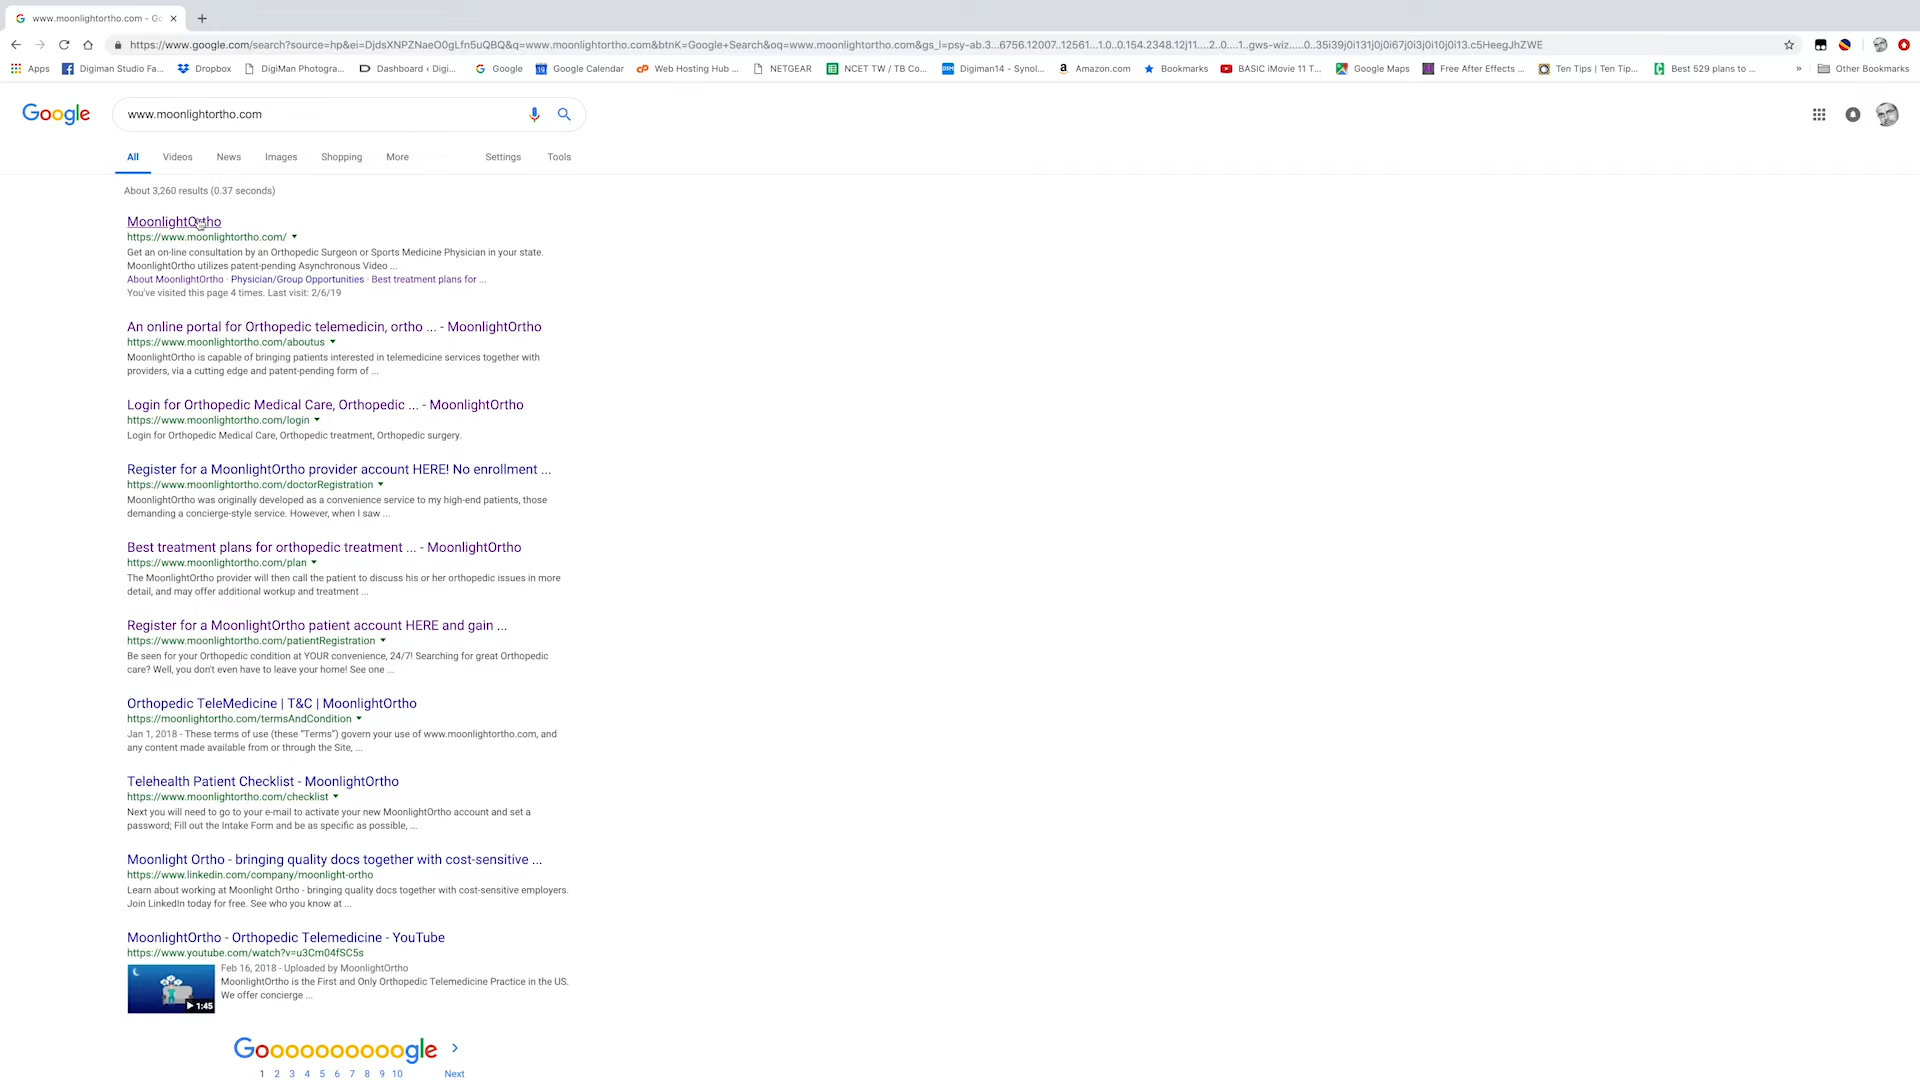 www.moonlightortho.com - Go
https://www.google.com/search?source=hp&ei=DjdsXNPZNaeO0gLfn5uQBQ&q=www.moonlightortho.com&btnK=Google+Search&oq=www.moonlightortho.com&gs_l=psy-ab.3...6756.12007..12561...1.0..0.154.2348.12j11....2..0....1..gws-wiz.....0..35i39j0i131j0j0i67j0i3j0i10j0i13.c5HeegJhZWE
Apps Digiman Studio Fa... Dropbox DigiMan Photogra... Dashboard ‹ Digi... Google Google Calendar Web Hosting Hub ... NETGEAR NCET TW / TB Co... Digiman14 - Synol... Amazon.com Bookmarks BASIC iMovie 11 T... Google Maps Free After Effects ... Ten Tips | Ten Tip... Best 529 plans to ... » Other Bookmarks
Google www.moonlightortho.com
All Videos News Images Shopping More Settings Tools
About 3,260 results (0.37 seconds)
MoonlightOrtho
https://www.moonlightortho.com/
Get an on-line consultation by an Orthopedic Surgeon or Sports Medicine Physician in your state.
MoonlightOrtho utilizes patent-pending Asynchronous Video ...
About MoonlightOrtho · Physician/Group Opportunities · Best treatment plans for ...
You've visited this page 4 times. Last visit: 2/6/19
An online portal for Orthopedic telemedicin, ortho ... - MoonlightOrtho
https://www.moonlightortho.com/aboutus
MoonlightOrtho is capable of bringing patients interested in telemedicine services together with
providers, via a cutting edge and patent-pending form of ...
Login for Orthopedic Medical Care, Orthopedic ... - MoonlightOrtho
https://www.moonlightortho.com/login
Login for Orthopedic Medical Care, Orthopedic treatment, Orthopedic surgery.
Register for a MoonlightOrtho provider account HERE! No enrollment ...
https://www.moonlightortho.com/doctorRegistration
MoonlightOrtho was originally developed as a convenience service to my high-end patients, those
demanding a concierge-style service. However, when I saw ...
Best treatment plans for orthopedic treatment ... - MoonlightOrtho
https://www.moonlightortho.com/plan
The MoonlightOrtho provider will then call the patient to discuss his or her orthopedic issues in more
detail, and may offer additional workup and treatment ...
Register for a MoonlightOrtho patient account HERE and gain ...
https://www.moonlightortho.com/patientRegistration
Be seen for your Orthopedic condition at YOUR convenience, 24/7! Searching for great Orthopedic
care? Well, you don't even have to leave your home! See one ...
Orthopedic TeleMedicine | T&C | MoonlightOrtho
https://moonlightortho.com/termsAndCondition
Jan 1, 2018 - These terms of use (these "Terms") govern your use of www.moonlightortho.com, and
any content made available from or through the Site, ...
Telehealth Patient Checklist - MoonlightOrtho
https://www.moonlightortho.com/checklist
Next you will need to go to your e-mail to activate your new MoonlightOrtho account and set a
password; Fill out the Intake Form and be as specific as possible, ...
Moonlight Ortho - bringing quality docs together with cost-sensitive ...
https://www.linkedin.com/company/moonlight-ortho
Learn about working at Moonlight Ortho - bringing quality docs together with cost-sensitive employers.
Join LinkedIn today for free. See who you know at ...
MoonlightOrtho - Orthopedic Telemedicine - YouTube
https://www.youtube.com/watch?v=u3Cm04fSC5s
Feb 16, 2018 - Uploaded by MoonlightOrtho
MoonlightOrtho is the First and Only Orthopedic Telemedicine Practice in the US.
We offer concierge ...
1:45
Goooooooooogle
1 2 3 4 5 6 7 8 9 10 Next